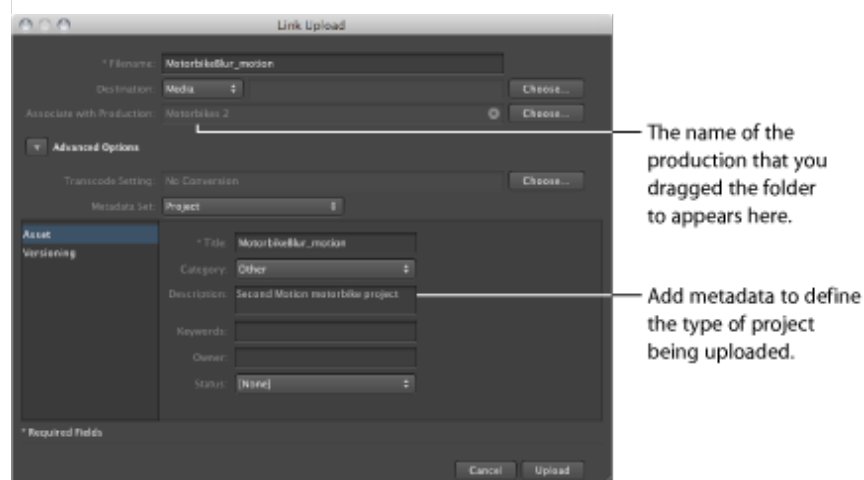 Link Upload
* Filename: MotorbikeBlur_motion
Destination: Media Choose...
Associate with Production: Motorbikes 2 Choose...
Advanced Options
Transcode Setting: No Conversion Choose...
Metadata Set: Project
Asset
Versioning
* Title: MotorbikeBlur_motion
Category: Other
Description: Second Motion motorbike project
Keywords:
Owner:
Status: [None]
* Required Fields
Cancel Upload
The name of the
production that you
dragged the folder
to appears here.
Add metadata to define
the type of project
being uploaded.